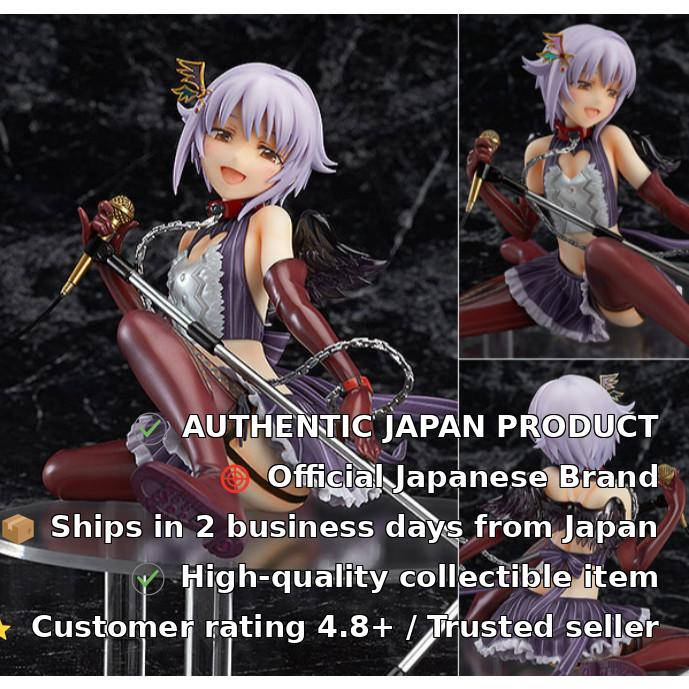 AUTHENTIC JAPAN PRODUCT
Official Japanese Brand
Ships in 2 business days from Japan
High-quality collectible item
Customer rating 4.8+ / Trusted seller